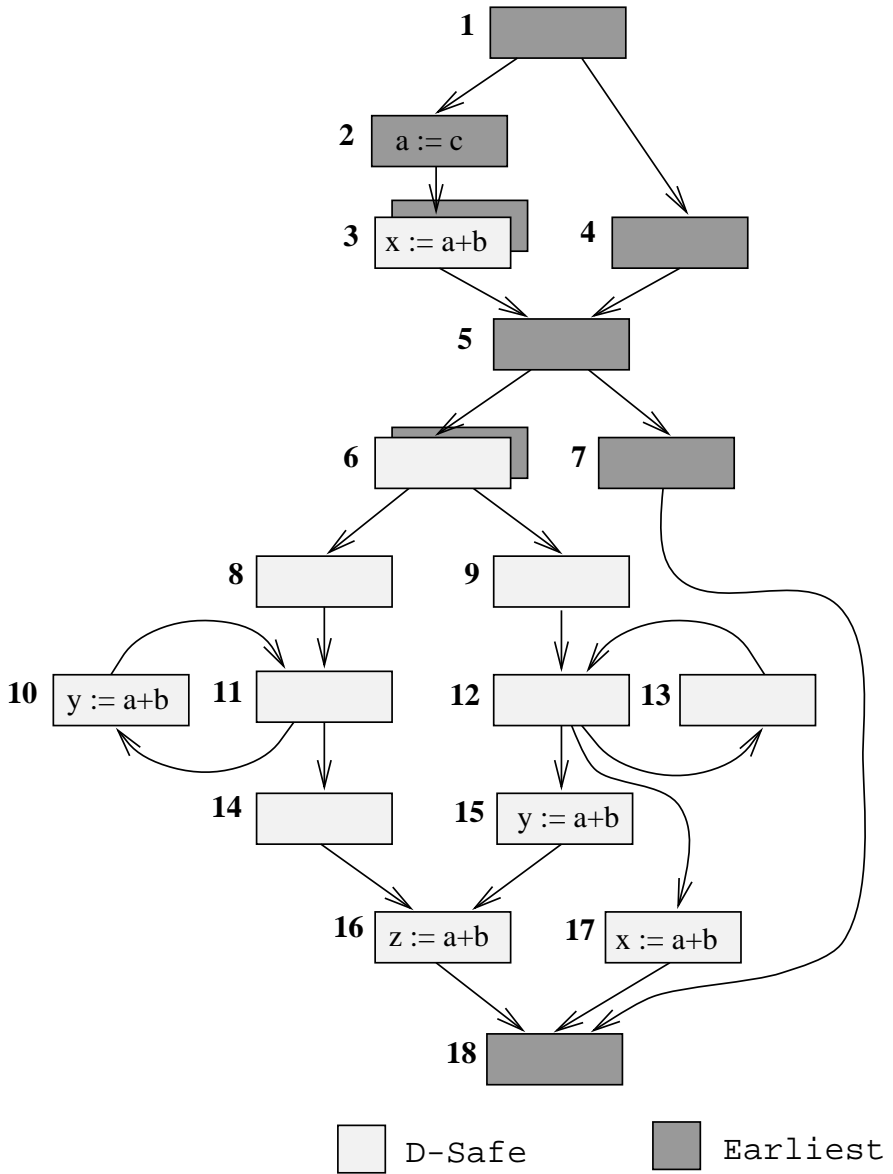 1
2 a := c
3 x := a+b 4
5
6 7
8 9
10 y := a+b 11 12 13
14 15 y := a+b
16 z := a+b 17 x := a+b
18
D-Safe Earliest